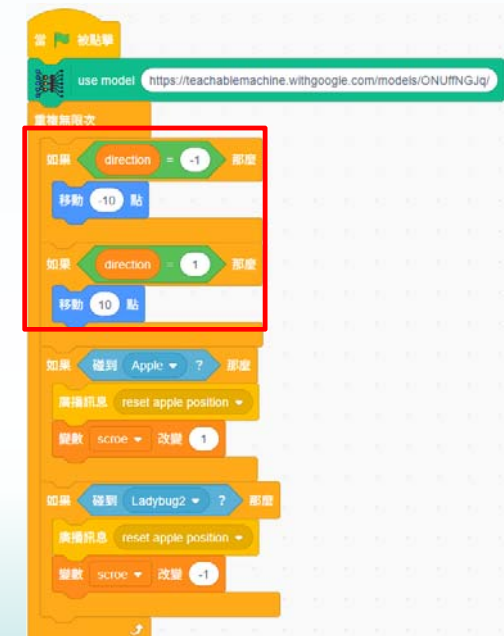 當 被點擊
use model https://teachablemachine.withgoogle.com/models/ONUffNGJq/
重複無限次
如果 direction = -1 那麼
移動 -10 點
如果 direction = 1 那麼
移動 10 點
如果 碰到 Apple ? 那麼
廣播訊息 reset apple position
變數 scroe 改變 1
如果 碰到 Ladybug2 ? 那麼
廣播訊息 reset apple position
變數 scroe 改變 -1